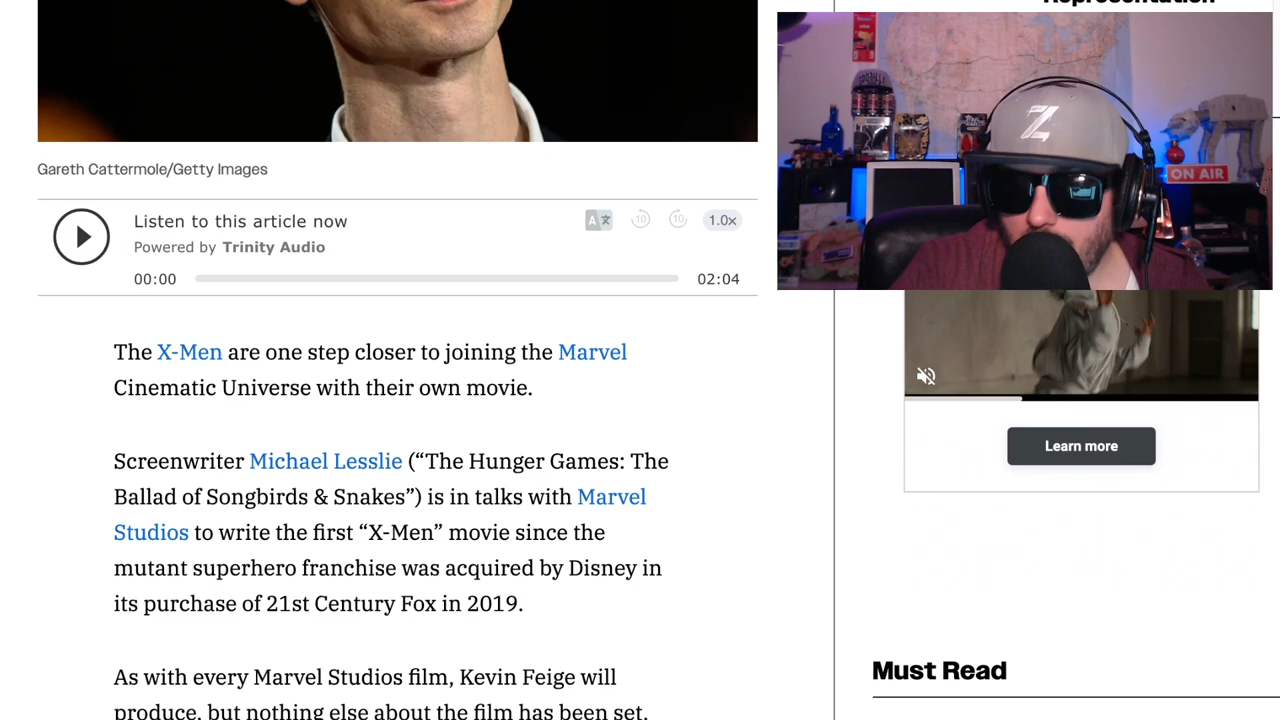 Representation
Z
ON AIR
Gareth Cattermole/Getty Images
Listen to this article now
Powered by Trinity Audio
A 文
10
10
1.0x
00:00
02:04
The X-Men are one step closer to joining the Marvel
Cinematic Universe with their own movie.
Screenwriter Michael Lesslie (“The Hunger Games: The
Ballad of Songbirds & Snakes”) is in talks with Marvel
Studios to write the first “X-Men” movie since the
mutant superhero franchise was acquired by Disney in
its purchase of 21st Century Fox in 2019.
As with every Marvel Studios film, Kevin Feige will
produce, but nothing else about the film has been set.
Learn more
Must Read